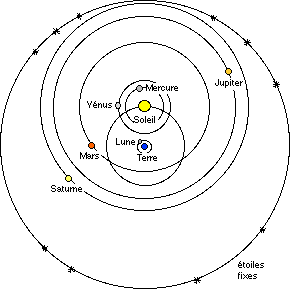 Mercure
Jupiter
Vénus
Soleil
Lune
Mars
Terre
Saturne
étoiles
fixes